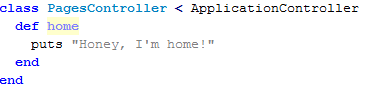 class PagesController < ApplicationController
  def home
    puts "Honey, I'm home!"
  end
end